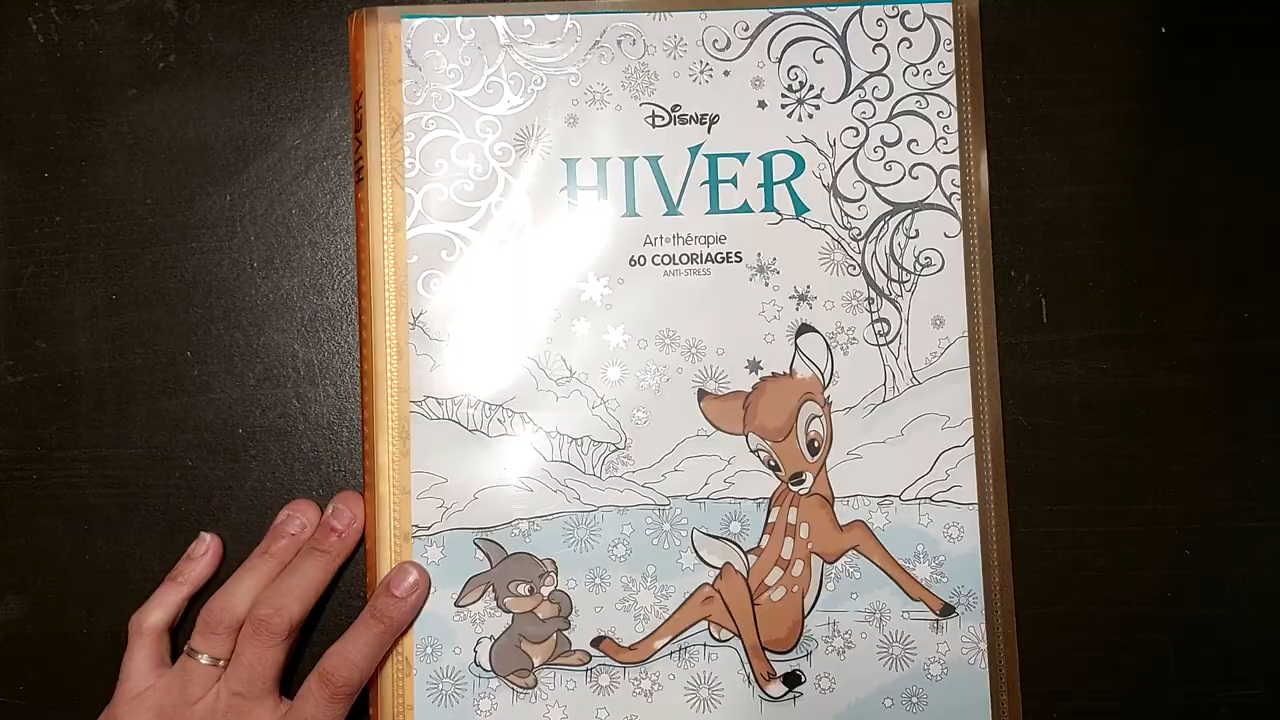 HIVER
Disney
HIVER
Art-thérapie
60 COLORIAGES
ANTI-STRESS